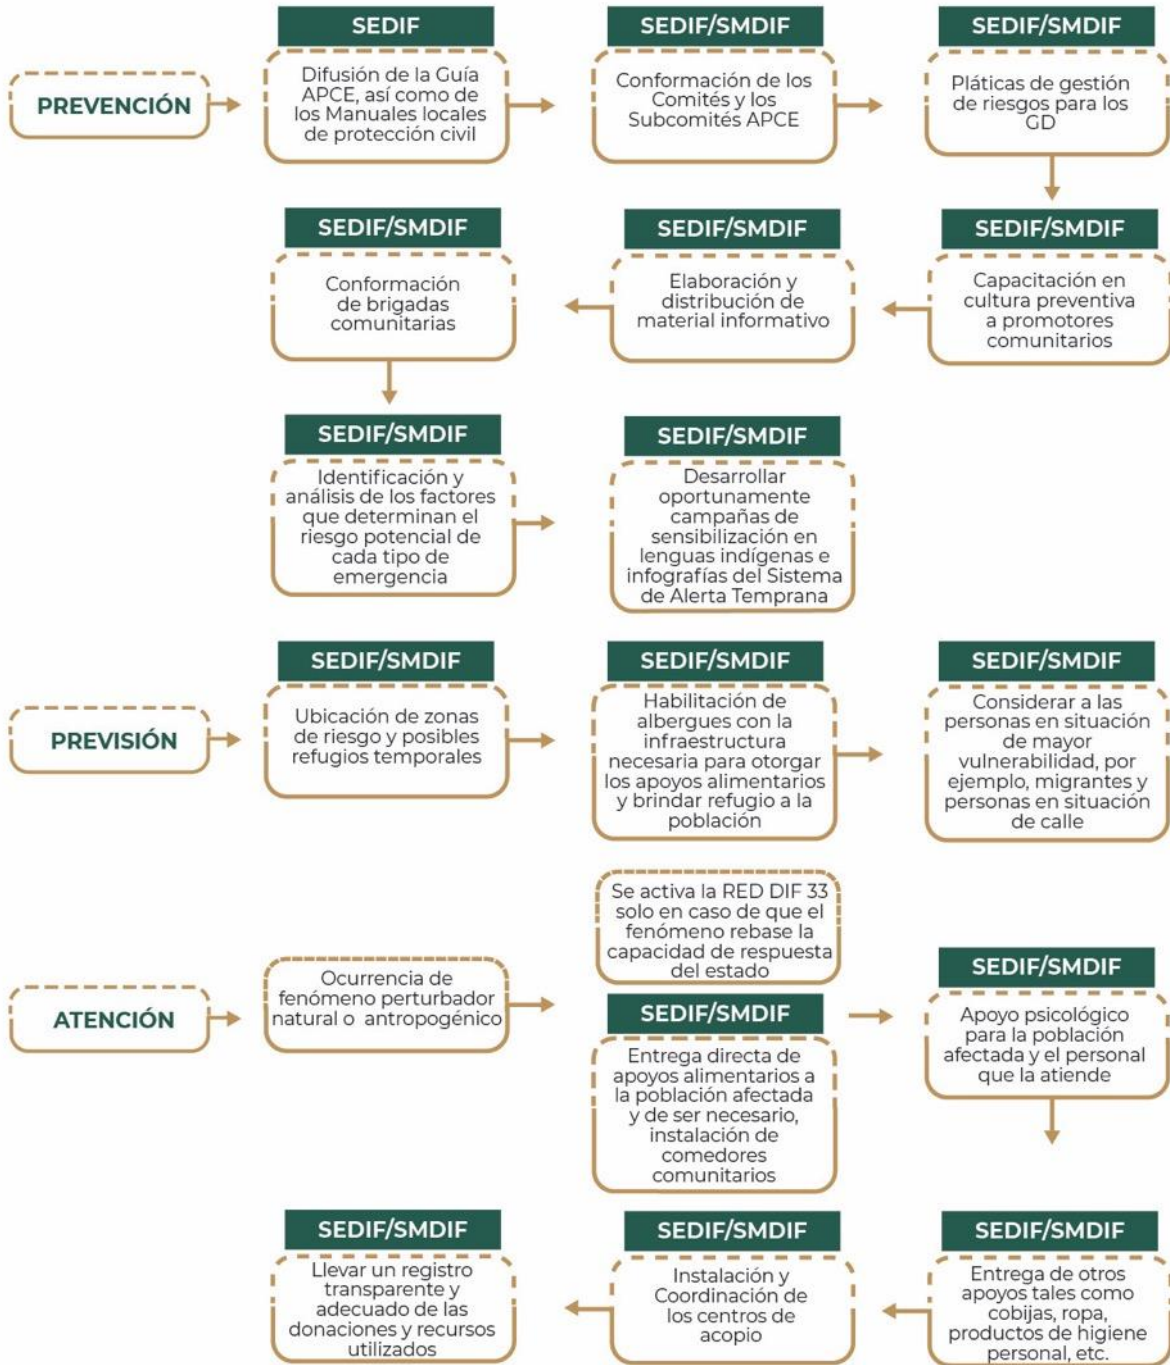 PREVENCIÓN
SEDIF
Difusión de la Guía
APCE, así como de
los Manuales locales
de protección civil
SEDIF/SMDIF
Conformación de los
Comités y los
Subcomités APCE
SEDIF/SMDIF
Pláticas de gestión
de riesgos para los
GD
SEDIF/SMDIF
Capacitación en
cultura preventiva
a promotores
comunitarios
SEDIF/SMDIF
Elaboración y
distribución de
material informativo
SEDIF/SMDIF
Conformación
de brigadas
comunitarias
SEDIF/SMDIF
Identificación y
análisis de los factores
que determinan el
riesgo potencial de
cada tipo de
emergencia
SEDIF/SMDIF
Desarrollar
oportunamente
campañas de
sensibilización en
lenguas indígenas e
infografías del Sistema
de Alerta Temprana
PREVISIÓN
SEDIF/SMDIF
Ubicación de zonas
de riesgo y posibles
refugios temporales
SEDIF/SMDIF
Habilitación de
albergues con la
infraestructura
necesaria para otorgar
los apoyos alimentarios
y brindar refugio a la
población
SEDIF/SMDIF
Considerar a las
personas en situación
de mayor
vulnerabilidad, por
ejemplo, migrantes y
personas en situación
de calle
ATENCIÓN
Ocurrencia de
fenómeno perturbador
natural o antropogénico
Se activa la RED DIF 33
solo en caso de que el
fenómeno rebase la
capacidad de respuesta
del estado
SEDIF/SMDIF
Entrega directa de
apoyos alimentarios a
la población afectada
y de ser necesario,
instalación de
comedores
comunitarios
SEDIF/SMDIF
Apoyo psicológico
para la población
afectada y el personal
que la atiende
SEDIF/SMDIF
Entrega de otros
apoyos tales como
cobijas, ropa,
productos de higiene
personal, etc.
SEDIF/SMDIF
Instalación y
Coordinación de
los centros de
acopio
SEDIF/SMDIF
Llevar un registro
transparente y
adecuado de las
donaciones y recursos
utilizados